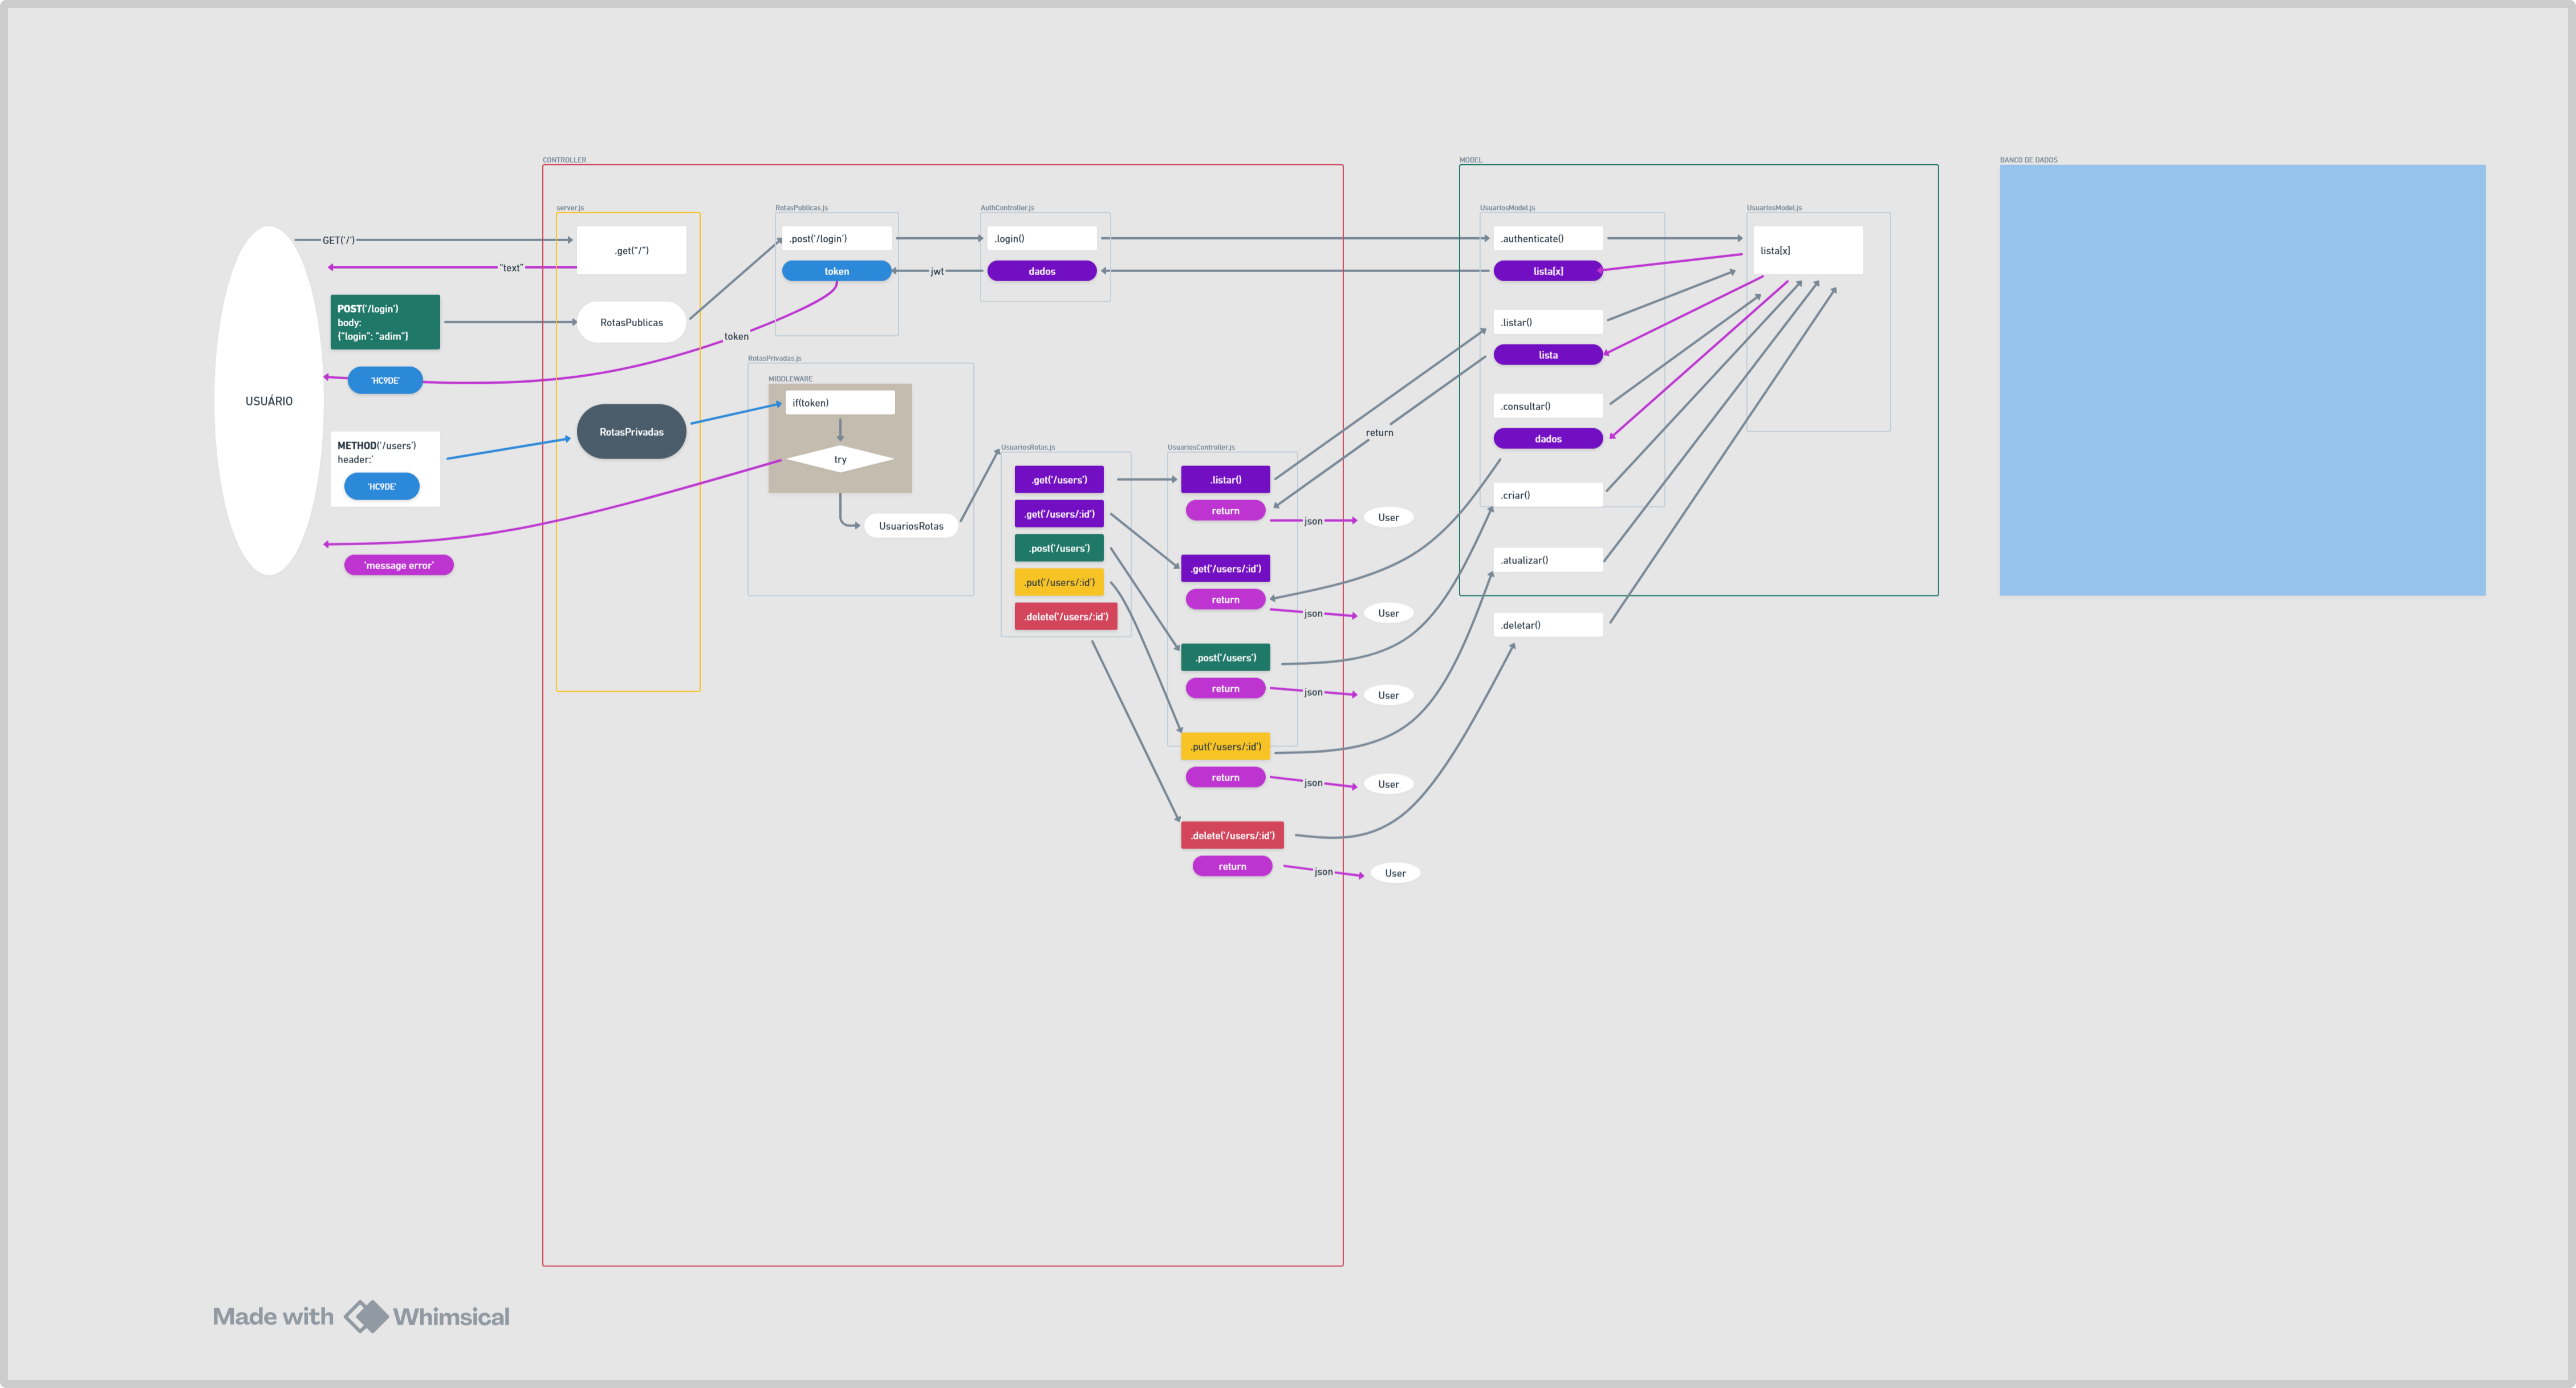 CONTROLLER
MODEL
BANCO DE DADOS
server.js
RotasPublicas.js
AuthController.js
UsuariosModel.js
UsuariosModel.js
GET('/')
.get("/")
"text"
.post('/login')
token
.login()
dados
jwt
.authenticate()
lista[x]
lista[x]
POST('/login')
body:
{"login": "adim"}
RotasPublicas
token
.listar()
lista
'HC9DE'
USUÁRIO
RotasPrivadas.js
MIDDLEWARE
if(token)
try
UsuariosRotas
RotasPrivadas
METHOD('/users')
header:'
'HC9DE'
'message error'
.consultar()
dados
return
UsuariosRotas.js
.get('/users')
.get('/users/:id')
.post('/users')
.put('/users/:id')
.delete('/users/:id')
UsuariosController.js
.listar()
return
json
User
.get('/users/:id')
return
json
User
.post('/users')
return
json
User
.put('/users/:id')
return
json
User
.delete('/users/:id')
return
json
User
.criar()
.atualizar()
.deletar()
Made with Whimsical